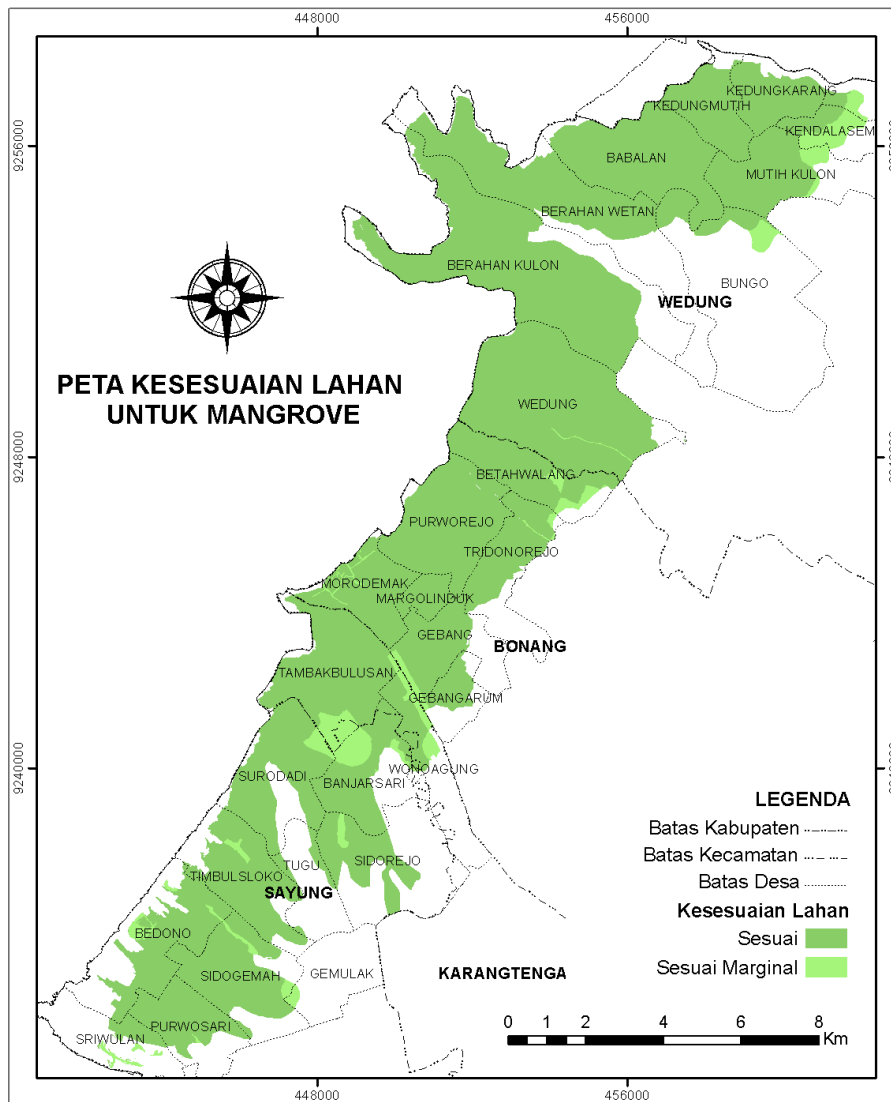 448000
456000
KEDUNGKARANG
KEDUNGMUTIH
KENDALASEM
9256000
BABALAN
MUTIH KULON
BERAHAN WETAN
BERAHAN KULON
BUNGO
WEDUNG
PETA KESESUAIAN LAHAN
UNTUK MANGROVE
WEDUNG
9248000
BETAHWALANG
PURWOREJO
TRIDONOREJO
MORODEMAK
MARGOLINDUK
GEBANG
BONANG
TAMBAKBULUSAN
GEBANGARUM
9240000
SURODADI
WONOAGUNG
BANJARSARI
LEGENDA
Batas Kabupaten
Batas Kecamatan
Batas Desa
Kesesuaian Lahan
Sesuai
Sesuai Marginal
TUGU
SIDOREJO
TIMBULSLOKO
SAYUNG
BEDONO
SIDOGEMAH
GEMULAK
KARANGTENGA
PURWOSARI
SRIWULAN
0 1 2 4 6 8
Km
448000
456000